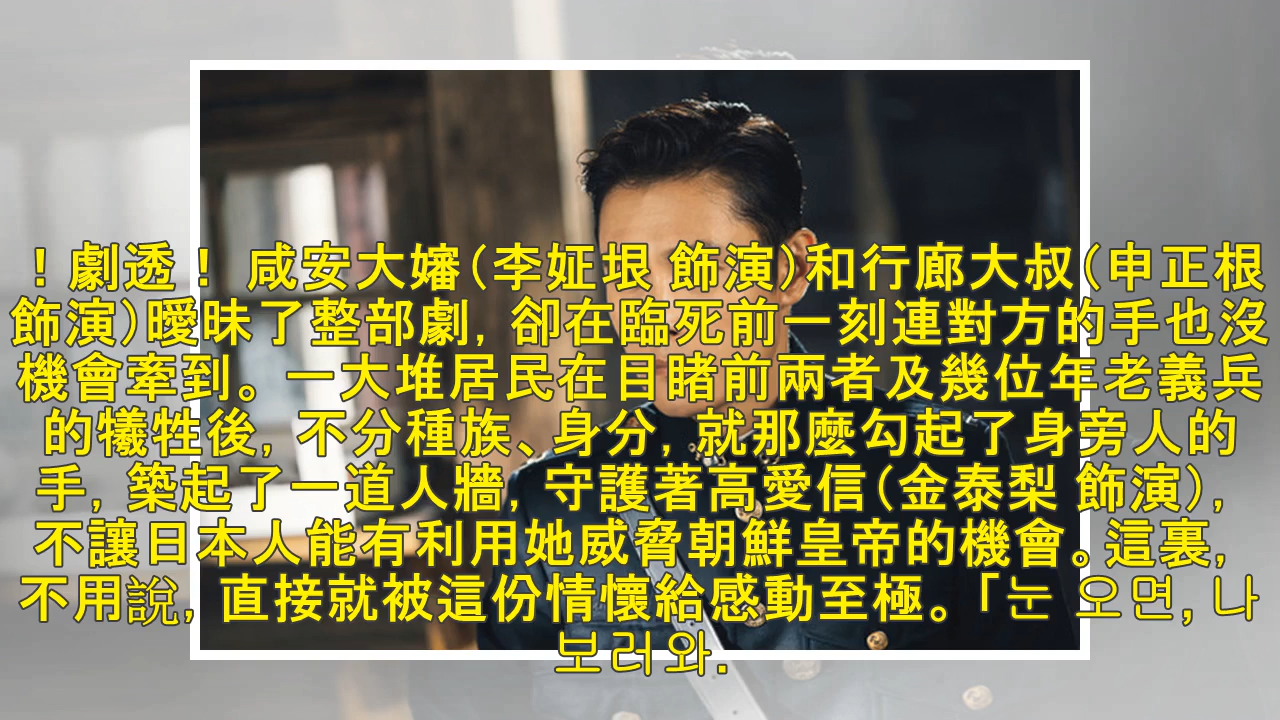 ！劇透！ 咸安大嬸(李姃垠 飾演)和行廊大叔(申正根
飾演)曖昧了整部劇, 卻在臨死前一刻連對方的手也沒
機會牽到。一大堆居民在目睹前兩者及幾位年老義兵
的犧牲後, 不分種族、身分, 就那麼勾起了身旁人的
手, 築起了一道人牆, 守護著高愛信(金泰梨 飾演),
不讓日本人能有利用她威脅朝鮮皇帝的機會。這裏,
不用說, 直接就被這份情懷給感動至極。「눈 오면, 나
보러와.